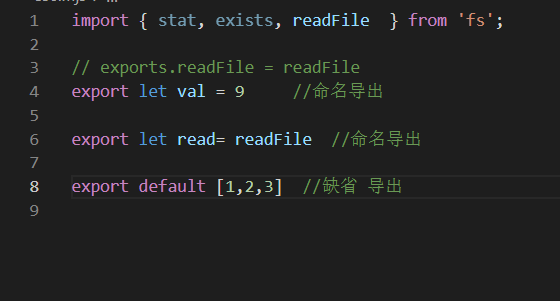 1 import { stat, exists, readFile  } from 'fs';
2
3 // exports.readFile = readFile
4 export let val = 9     //命名导出
5
6 export let read= readFile  //命名导出
7
8 export default [1,2,3]  //缺省 导出
9